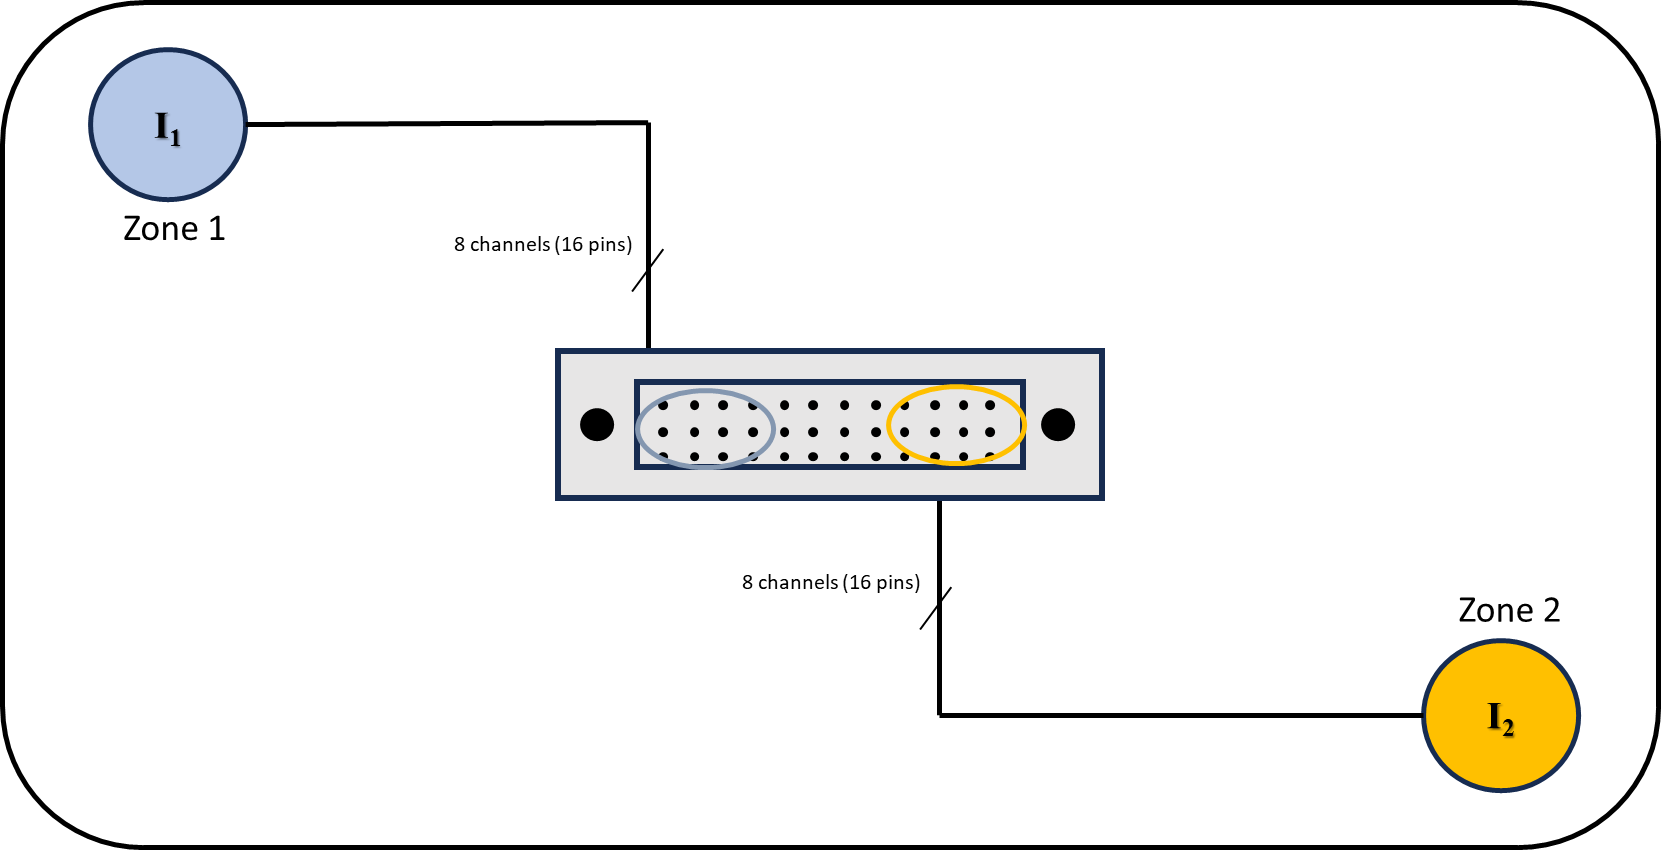 I₁
Zone 1
8 channels (16 pins)
8 channels (16 pins)
Zone 2
I₂